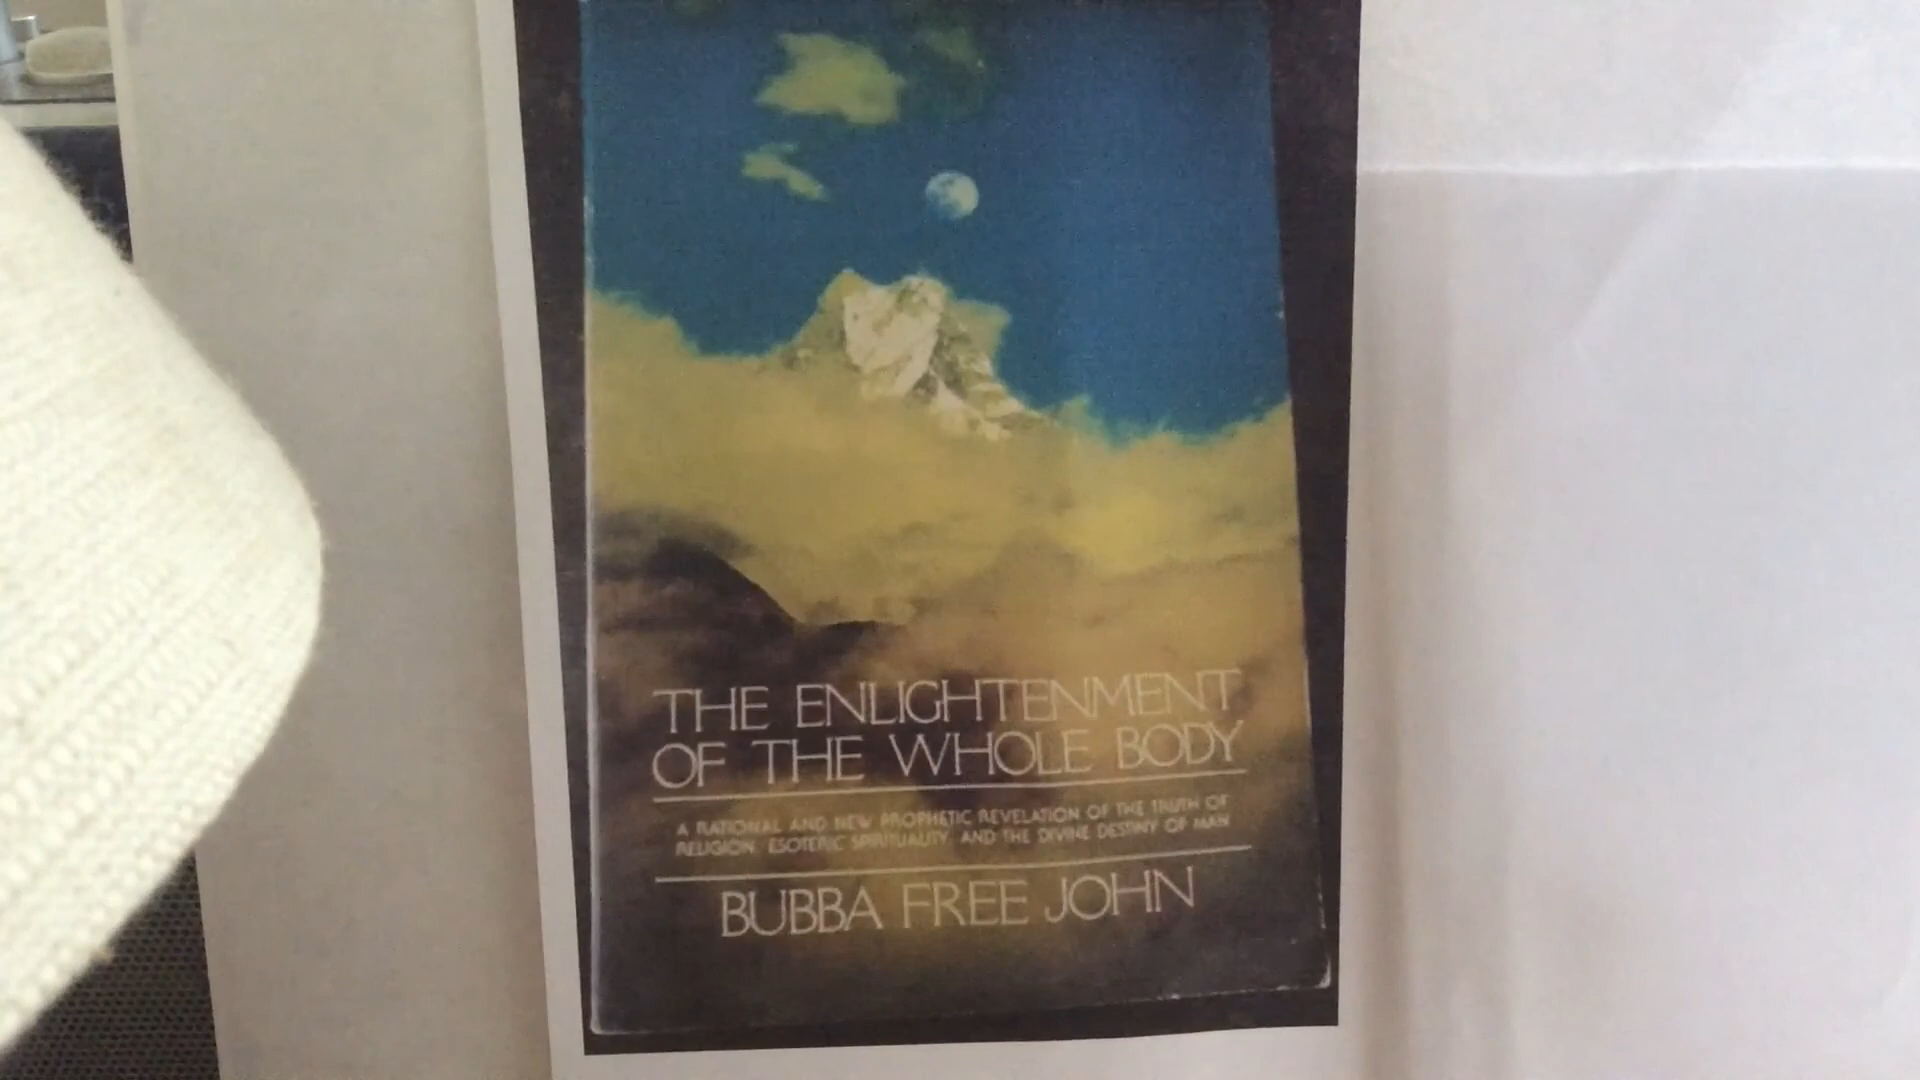 THE ENLIGHTENMENT
OF THE WHOLE BODY
A RATIONAL AND NEW PROPHETIC REVELATION OF THE TRUTH OF
RELIGION, ESOTERIC SPIRITUALITY, AND THE DIVINE DESTINY OF MAN
BUBBA FREE JOHN